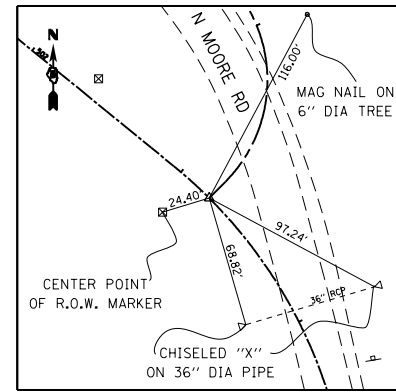 N
N MOORE RD
116.00'
MAG NAIL ON
6" DIA TREE
24.40'
97.24'
68.82'
CENTER POINT
OF R.O.W. MARKER
36" RCP
CHISELED "X"
ON 36" DIA PIPE